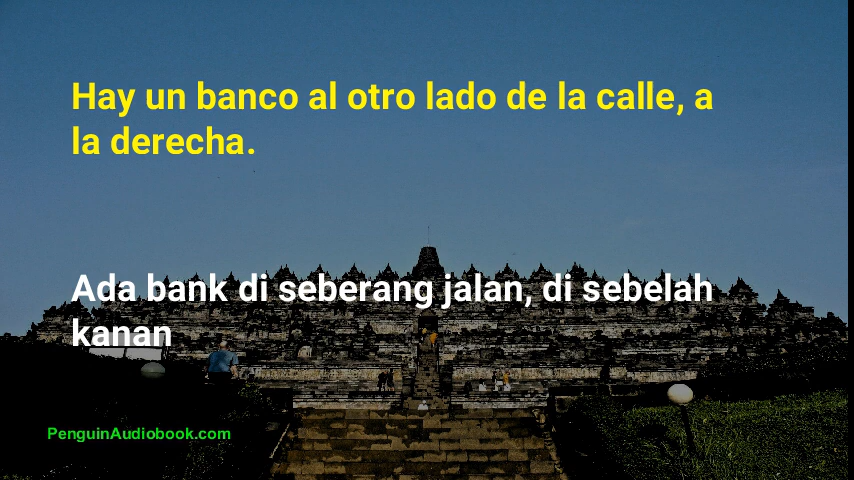 Hay un banco al otro lado de la calle, a
la derecha.
Ada bank di seberang jalan, di sebelah
kanan
PenguinAudiobook.com